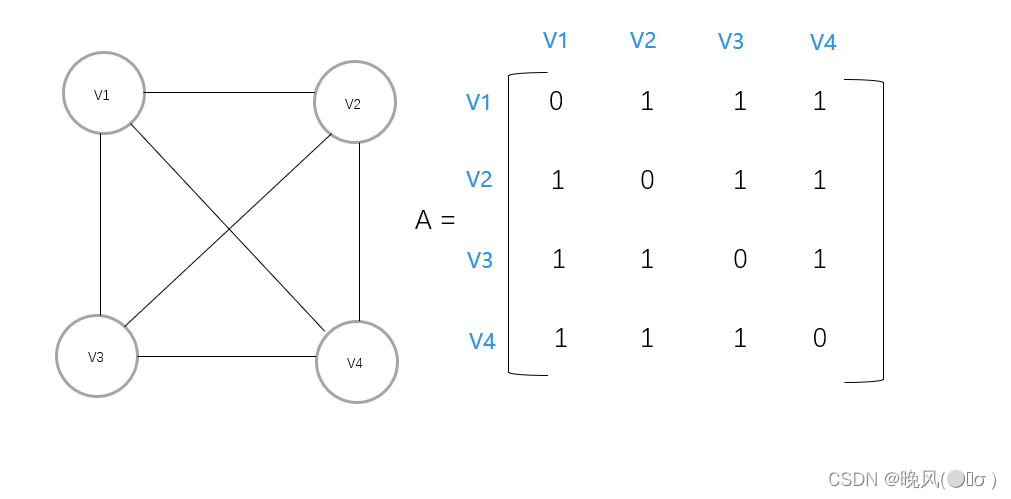 V1 V2 V3 V4
V1 V2
V1 0 1 1 1
V2 1 0 1 1
A =
V3 1 1 0 1
V3 V4
V4 1 1 1 0
CSDN @晚风(